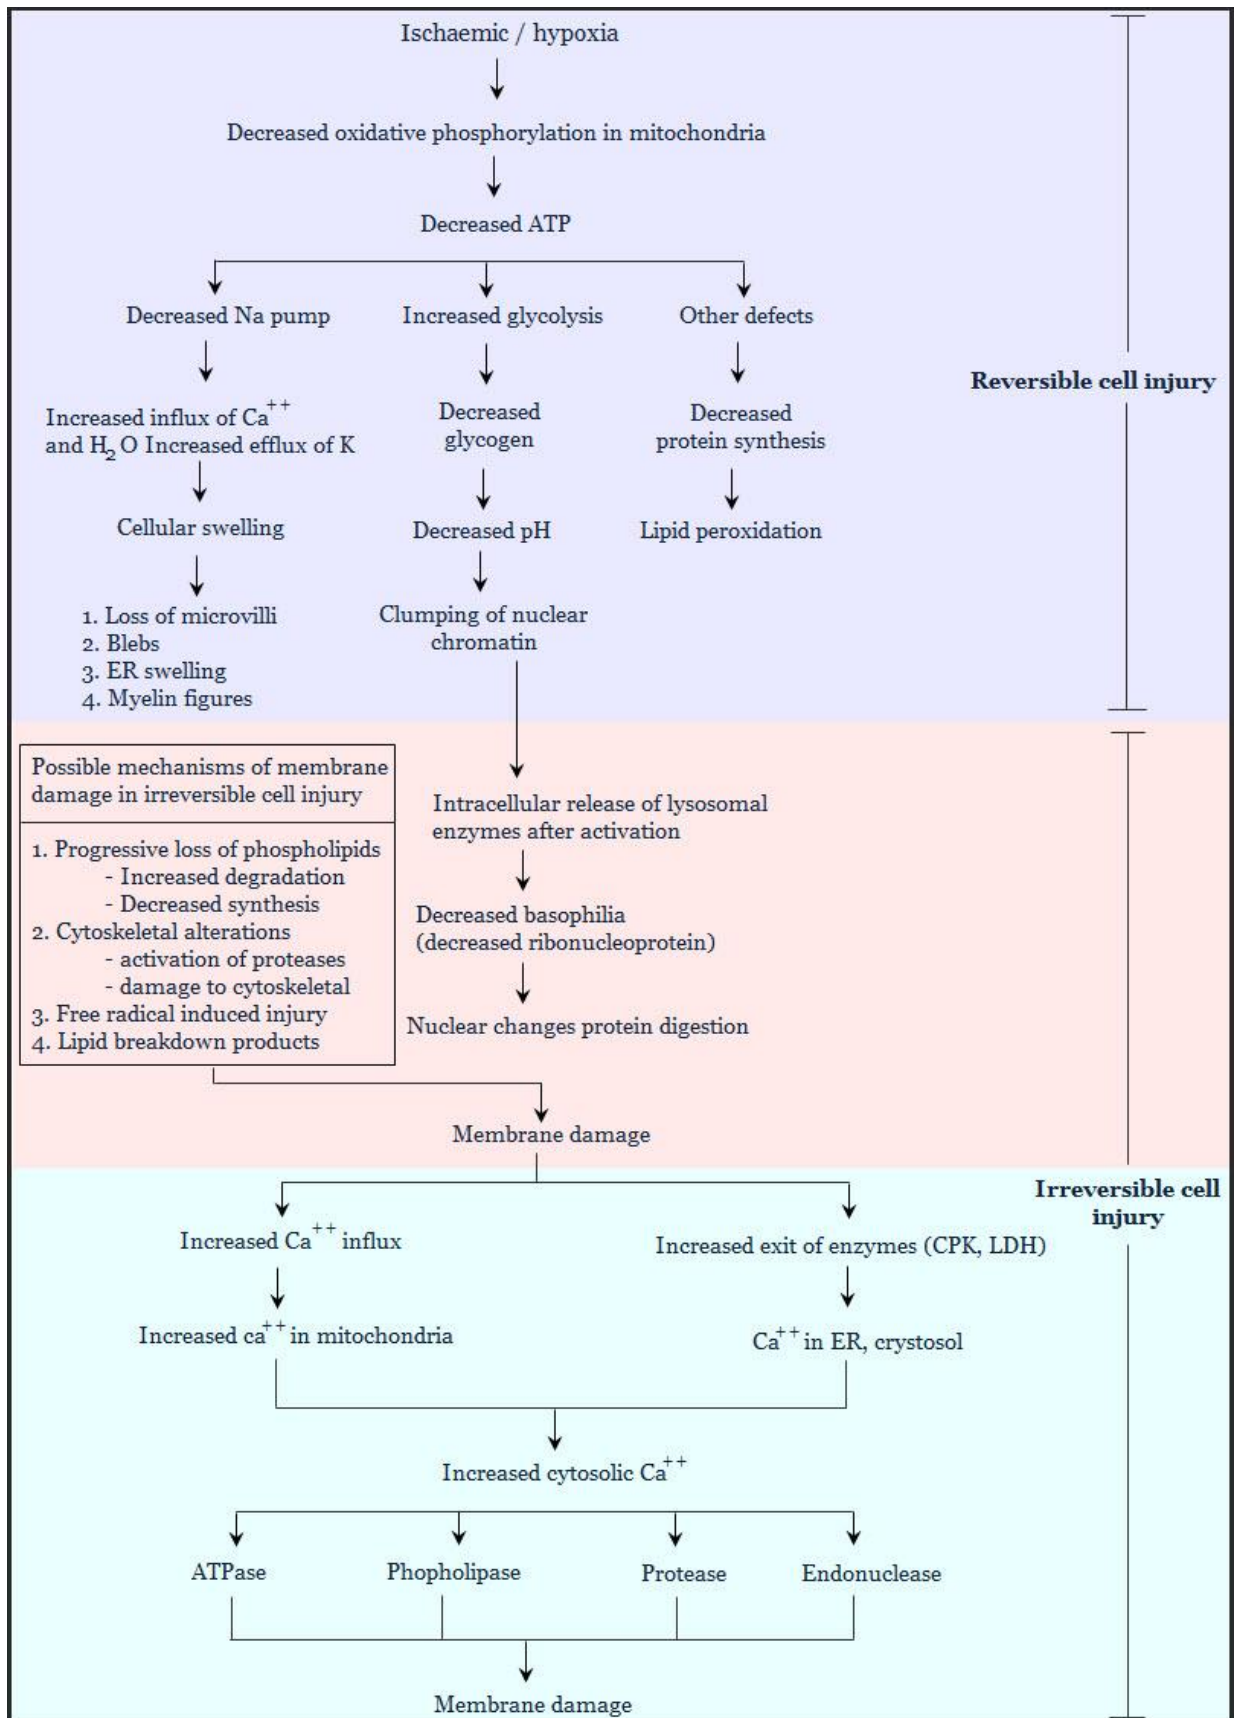 Ischaemic / hypoxia
Decreased oxidative phosphorylation in mitochondria
Decreased ATP
Decreased Na pump
Increased glycolysis
Other defects
Reversible cell injury
Increased influx of Ca++
and H2O Increased efflux of K
Decreased
glycogen
Decreased
protein synthesis
Cellular swelling
Decreased pH
Lipid peroxidation
1. Loss of microvilli
2. Blebs
3. ER swelling
4. Myelin figures
Clumping of nuclear
chromatin
Possible mechanisms of membrane
damage in irreversible cell injury
1. Progressive loss of phospholipids
- Increased degradation
- Decreased synthesis
2. Cytoskeletal alterations
- activation of proteases
- damage to cytoskeletal
3. Free radical induced injury
4. Lipid breakdown products
Intracellular release of lysosomal
enzymes after activation
Decreased basophilia
(decreased ribonucleoprotein)
Nuclear changes protein digestion
Membrane damage
Irreversible cell
injury
Increased Ca++ influx
Increased exit of enzymes (CPK, LDH)
Increased ca++ in mitochondria
Ca++ in ER, crystosol
Increased cytosolic Ca++
ATPase
Phopholipase
Protease
Endonuclease
Membrane damage